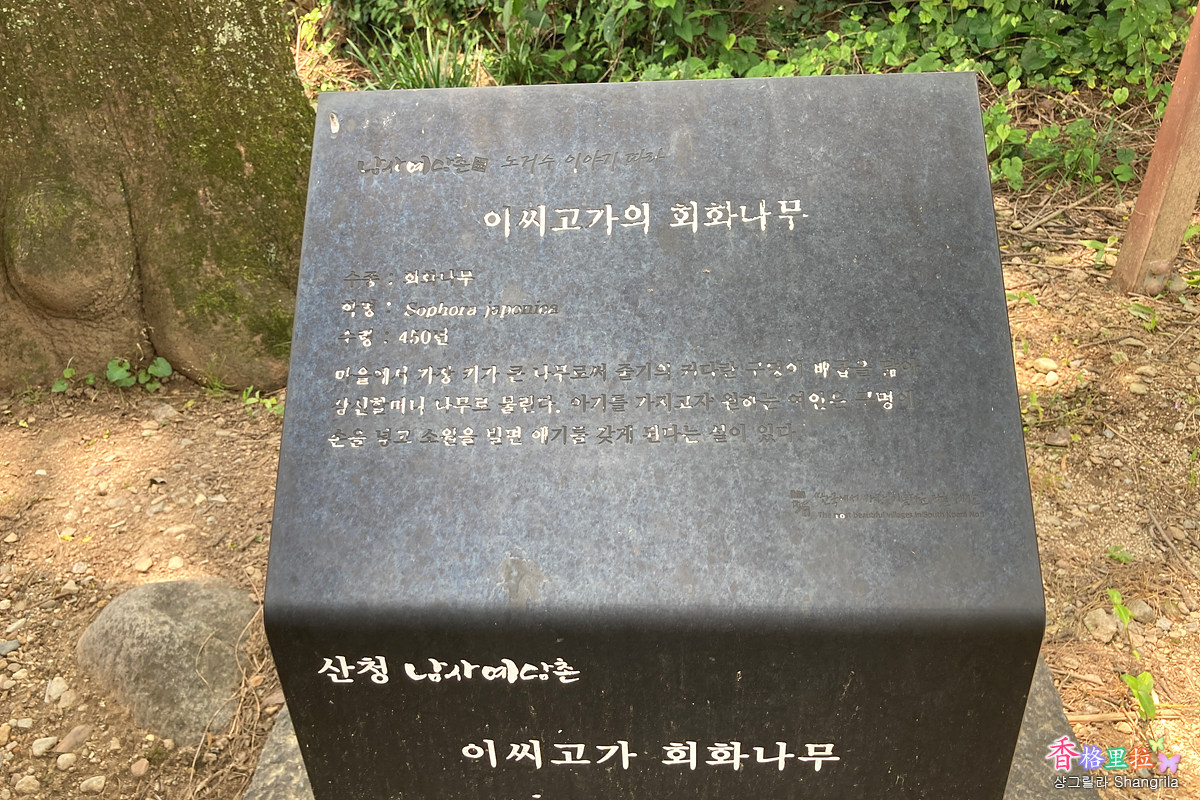 남사예담촌 노거수 이야기 따라
이씨고가의 회화나무
수종 : 회화나무
학명 : Sophora japonica
수령 : 450년
마을에서 가장 키가 큰 나무로써 줄기의 커다란 구멍이 배꼽을
삼신할머니 나무로 불린다. 아기를 가지고자 원하는 여인은 구멍에
손을 넣고 소원을 빌면 애기를 갖게 된다는 설이 있다.
산청 남사예담촌
이씨고가 회화나무
香格里拉
샹그릴라 Shangrila